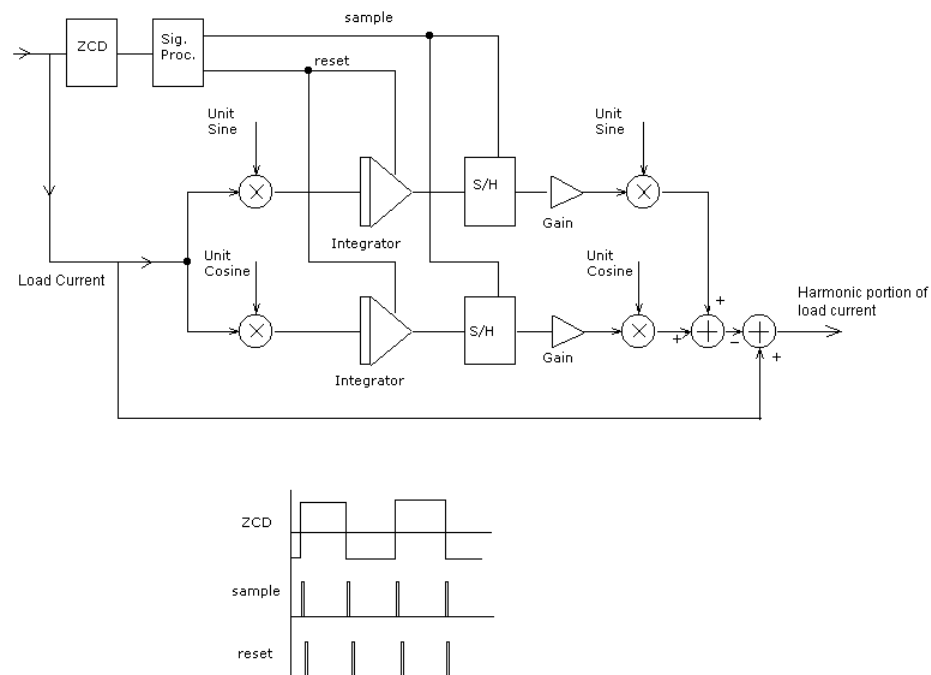 sample
ZCD
Sig.
Proc.
reset
Unit
Sine
Unit
Sine
S/H
Gain
Integrator
Load Current
Unit
Cosine
Unit
Cosine
Harmonic portion of
load current
+
S/H
+
−
+
Gain
Integrator
ZCD
sample
reset